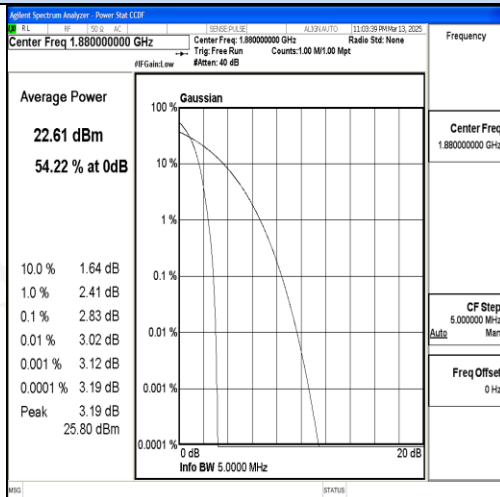 Agilent Spectrum Analyzer - Power Stat CCDF
RL RF 50 Ω AC SENSE:PULSE ALIGN AUTO 11:03:39 PM Mar 13, 2025
Center Freq 1.880000000 GHz
Center Freq: 1.880000000 GHz Radio Std: None
Trig: Free Run Counts:1.00 M/1.00 Mpt
#IFGain:Low #Atten: 40 dB
Frequency
Average Power
22.61 dBm
54.22 % at 0dB
10.0 % 1.64 dB
1.0 % 2.41 dB
0.1 % 2.83 dB
0.01 % 3.02 dB
0.001 % 3.12 dB
0.0001 % 3.19 dB
Peak 3.19 dB
25.80 dBm
Gaussian
100 %
10 %
1 %
0.1 %
0.01 %
0.001 %
0.0001 %
0 dB 20 dB
Info BW 5.0000 MHz
Center Freq
1.880000000 GHz
CF Step
5.000000 MHz
Auto Man
Freq Offset
0 Hz
MSG STATUS